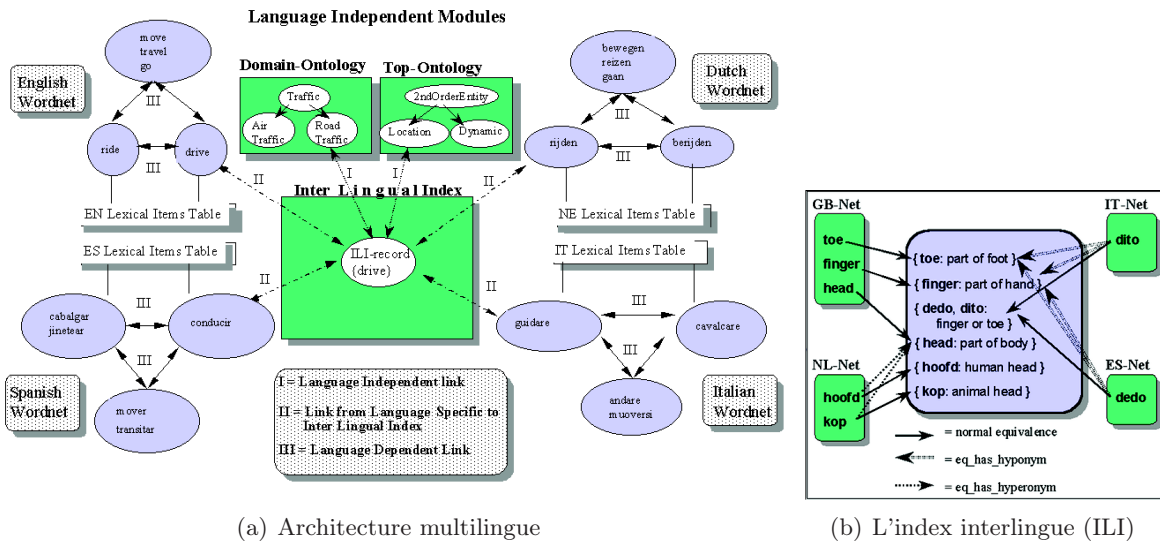 Language Independent Modules
move
travel
go
English
Wordnet
III
ride
drive
III
EN Lexical Items Table
Domain-Ontology
Traffic
Air
Traffic
Road
Traffic
Top-Ontology
2ndOrderEntity
Location
Dynamic
bewegen
reizen
gaan
Dutch
Wordnet
III
rijden
berijden
III
NE Lexical Items Table
II
I
I
II
Inter Lingual Index
ILI-record
(drive)
ES Lexical Items Table
II
III
cabalgar
jinetear
conducir
III
Spanish
Wordnet
mover
transitar
IT Lexical Items Table
II
guidare
cavalcare
III
andare
muoversi
Italian
Wordnet
I = Language Independent link
II = Link from Language Specific to
Inter Lingual Index
III = Language Dependent Link
(a) Architecture multilingue
GB-Net
toe
finger
head
IT-Net
dito
{ toe: part of foot }
{ finger: part of hand }
{ dedo, dito:
finger or toe }
{ head: part of body }
{ hoofd: human head }
{ kop: animal head }
NL-Net
hoofd
kop
ES-Net
dedo
= normal equivalence
= eq_has_hyponym
= eq_has_hyperonym
(b) L'index interlingue (ILI)